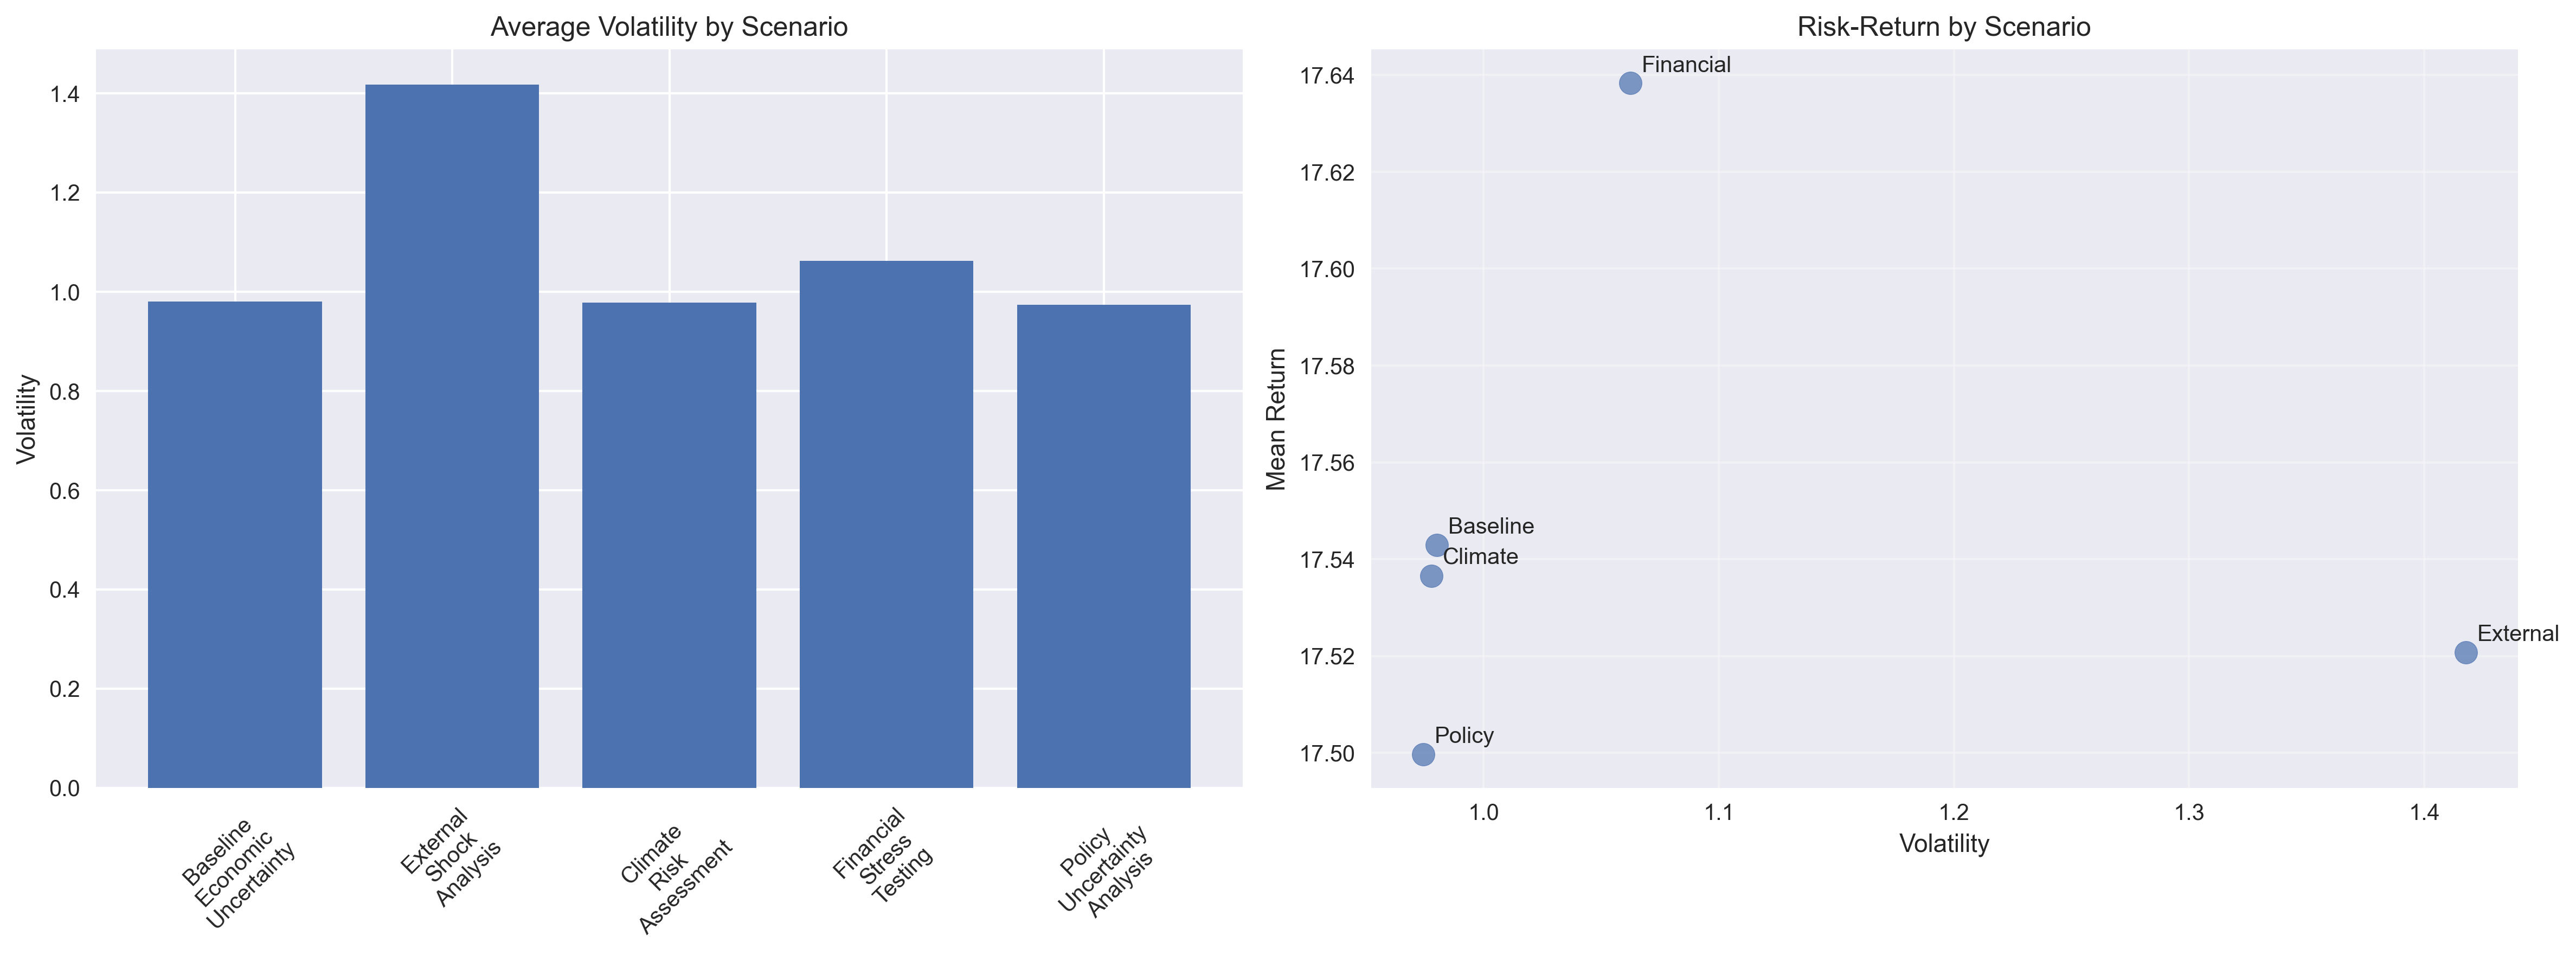 Average Volatility by Scenario
Volatility
1.4
1.2
1.0
0.8
0.6
0.4
0.2
0.0
Baseline
Economic
Uncertainty
External
Shock
Analysis
Climate
Risk
Assessment
Financial
Stress
Testing
Policy
Uncertainty
Analysis
Risk-Return by Scenario
Mean Return
17.64
17.62
17.60
17.58
17.56
17.54
17.52
17.50
Financial
Baseline
Climate
External
Policy
1.0
1.1
1.2
1.3
1.4
Volatility